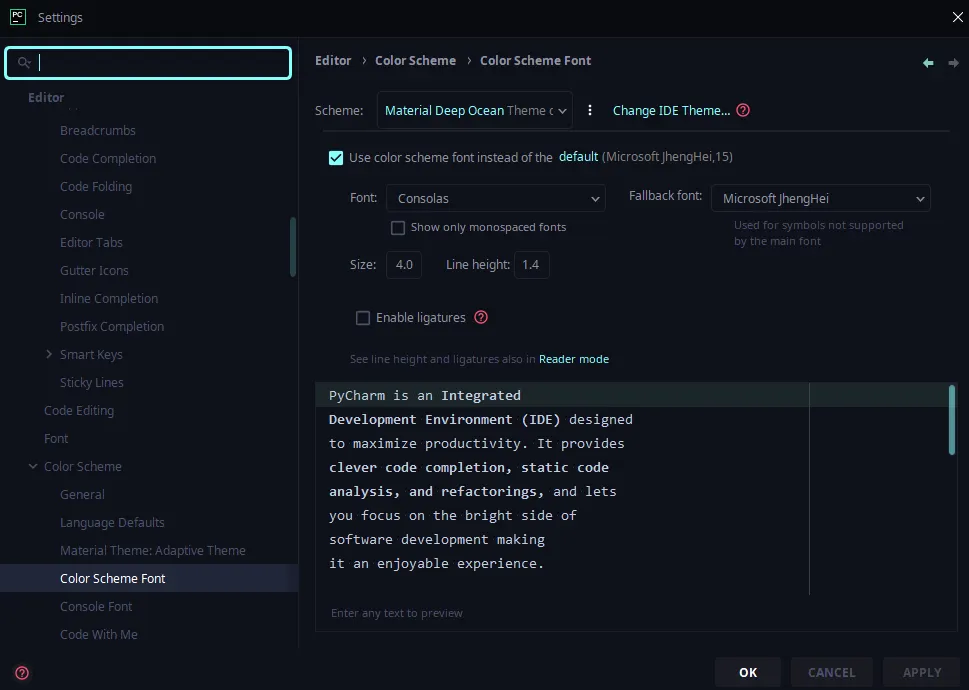 PC
Settings
Editor
Breadcrumbs
Code Completion
Code Folding
Console
Editor Tabs
Gutter Icons
Inline Completion
Postfix Completion
Smart Keys
Sticky Lines
Code Editing
Font
Color Scheme
General
Language Defaults
Material Theme: Adaptive Theme
Color Scheme Font
Console Font
Code With Me
Editor › Color Scheme › Color Scheme Font
Scheme: Material Deep Ocean Theme c Change IDE Theme... ?
Use color scheme font instead of the default (Microsoft JhengHei,15)
Font: Consolas Fallback font: Microsoft JhengHei
Show only monospaced fonts Used for symbols not supported
by the main font
Size: 4.0 Line height: 1.4
Enable ligatures ?
See line height and ligatures also in Reader mode
PyCharm is an Integrated
Development Environment (IDE) designed
to maximize productivity. It provides
clever code completion, static code
analysis, and refactorings, and lets
you focus on the bright side of
software development making
it an enjoyable experience.
Enter any text to preview
? OK CANCEL APPLY